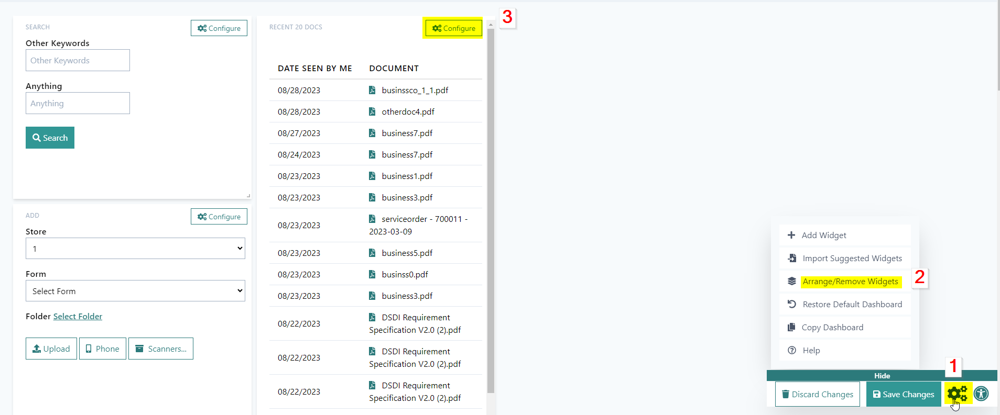 SEARCH
Configure
Other Keywords
Other Keywords
Anything
Anything
Search
ADD
Configure
Store
1
Form
Select Form
Folder Select Folder
Upload
Phone
Scanners...
RECENT 20 DOCS
Configure
3
DATE SEEN BY ME DOCUMENT
08/28/2023 businssco_1_1.pdf
08/28/2023 otherdoc4.pdf
08/27/2023 business7.pdf
08/24/2023 business7.pdf
08/23/2023 business1.pdf
08/23/2023 business3.pdf
08/23/2023 serviceorder - 700011 -
2023-03-09
08/23/2023 business5.pdf
08/23/2023 businss0.pdf
08/23/2023 business3.pdf
08/22/2023 DSDI Requirement
Specification V2.0 (2).pdf
08/22/2023 DSDI Requirement
Specification V2.0 (2).pdf
08/22/2023 DSDI Requirement
Specification V2.0 (2).pdf
Add Widget
Import Suggested Widgets
Arrange/Remove Widgets
2
Restore Default Dashboard
Copy Dashboard
Help
1
Hide
Discard Changes
Save Changes